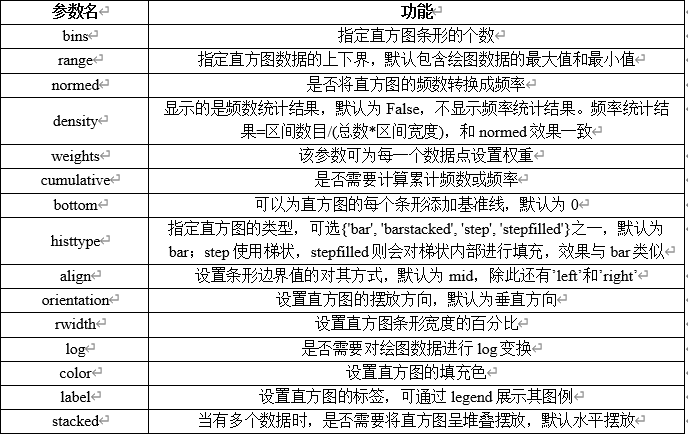 参数名 功能
bins 指定直方图条形的个数
range 指定直方图数据的上下界，默认包含绘图数据的最大值和最小值
normed 是否将直方图的频数转换成频率
density 显示的是频数统计结果，默认为 False，不显示频率统计结果。频率统计结
果=区间数目/(总数*区间宽度)，和 normed 效果一致
weights 该参数可为每一个数据点设置权重
cumulative 是否需要计算累计频数或频率
bottom 可以为直方图的每个条形添加基准线，默认为 0
histtype 指定直方图的类型，可选{'bar', 'barstacked', 'step', 'stepfilled'}之一，默认为
bar；step 使用梯状，stepfilled 则会对梯状内部进行填充，效果与 bar 类似
align 设置条形边界值的对其方式，默认为 mid，除此还有’left’和’right’
orientation 设置直方图的摆放方向，默认为垂直方向
rwidth 设置直方图条形宽度的百分比
log 是否需要对绘图数据进行 log 变换
color 设置直方图的填充色
label 设置直方图的标签，可通过 legend 展示其图例
stacked 当有多个数据时，是否需要将直方图呈堆叠摆放，默认水平摆放